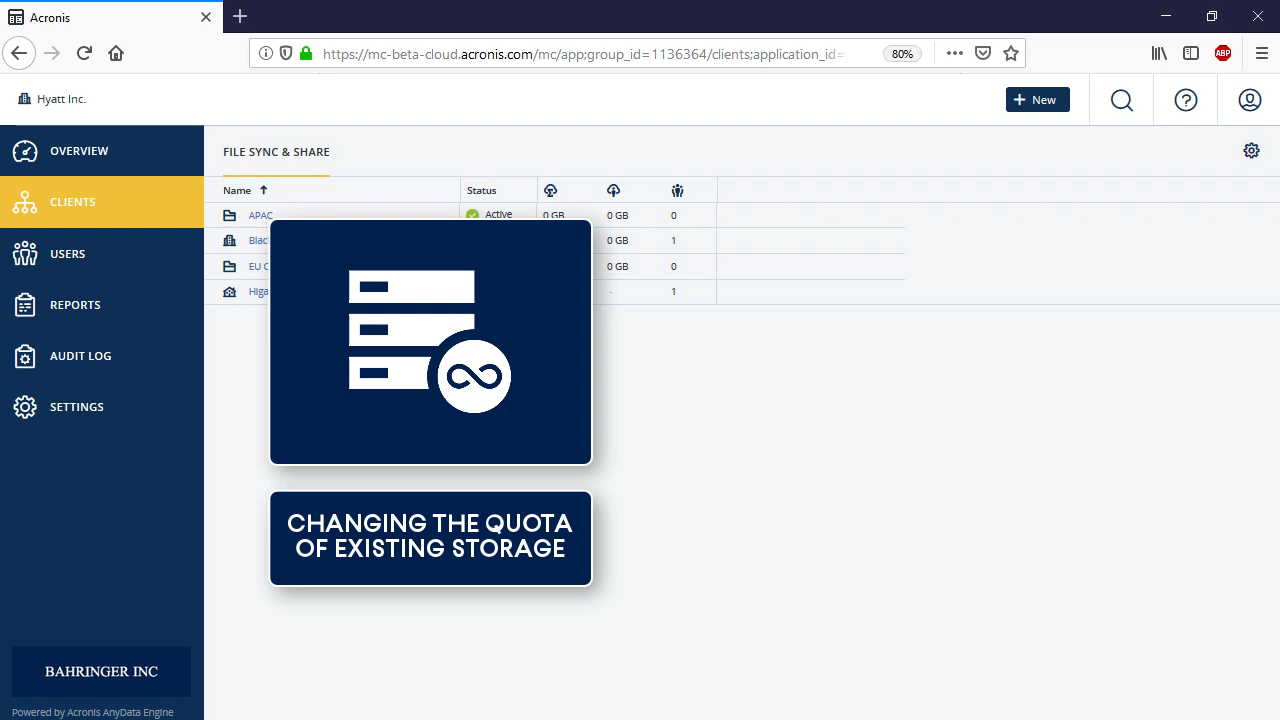 Acronis
https://mc-beta-cloud.acronis.com/mc/app;group_id=1136364/clients;application_id=
80%
ABP
Hyatt Inc.
New
OVERVIEW
CLIENTS
USERS
REPORTS
AUDIT LOG
SETTINGS
FILE SYNC & SHARE
Name Status
APAC Active 0 GB 0 GB 0
0 GB 1
0 GB 0
- 1
CHANGING THE QUOTA
OF EXISTING STORAGE
BAHRINGER INC
Powered by Acronis AnyData Engine